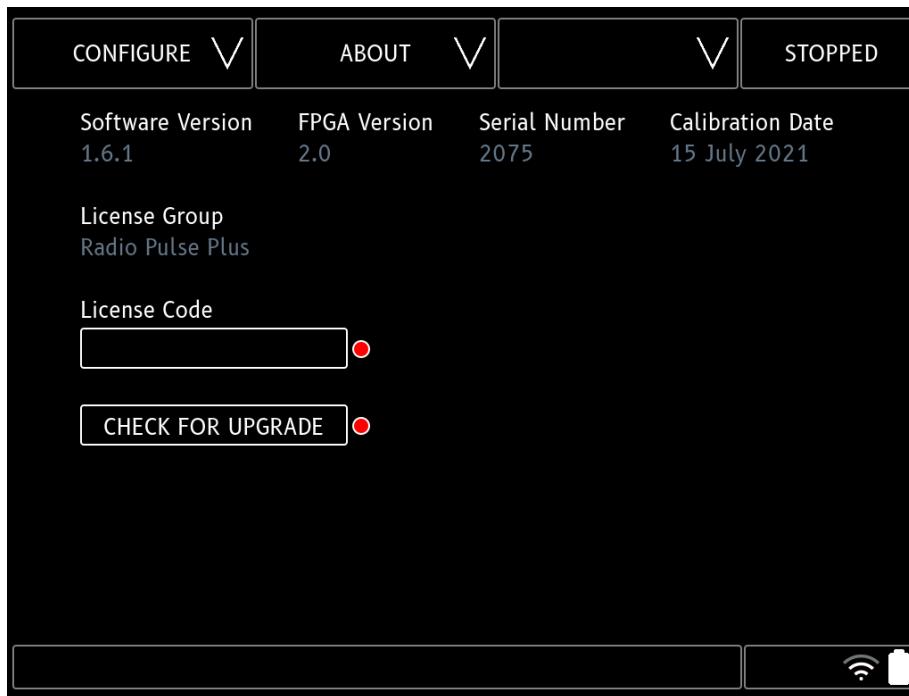 CONFIGURE ABOUT STOPPED
Software Version FPGA Version Serial Number Calibration Date
1.6.1 2.0 2075 15 July 2021
License Group
Radio Pulse Plus
License Code
CHECK FOR UPGRADE